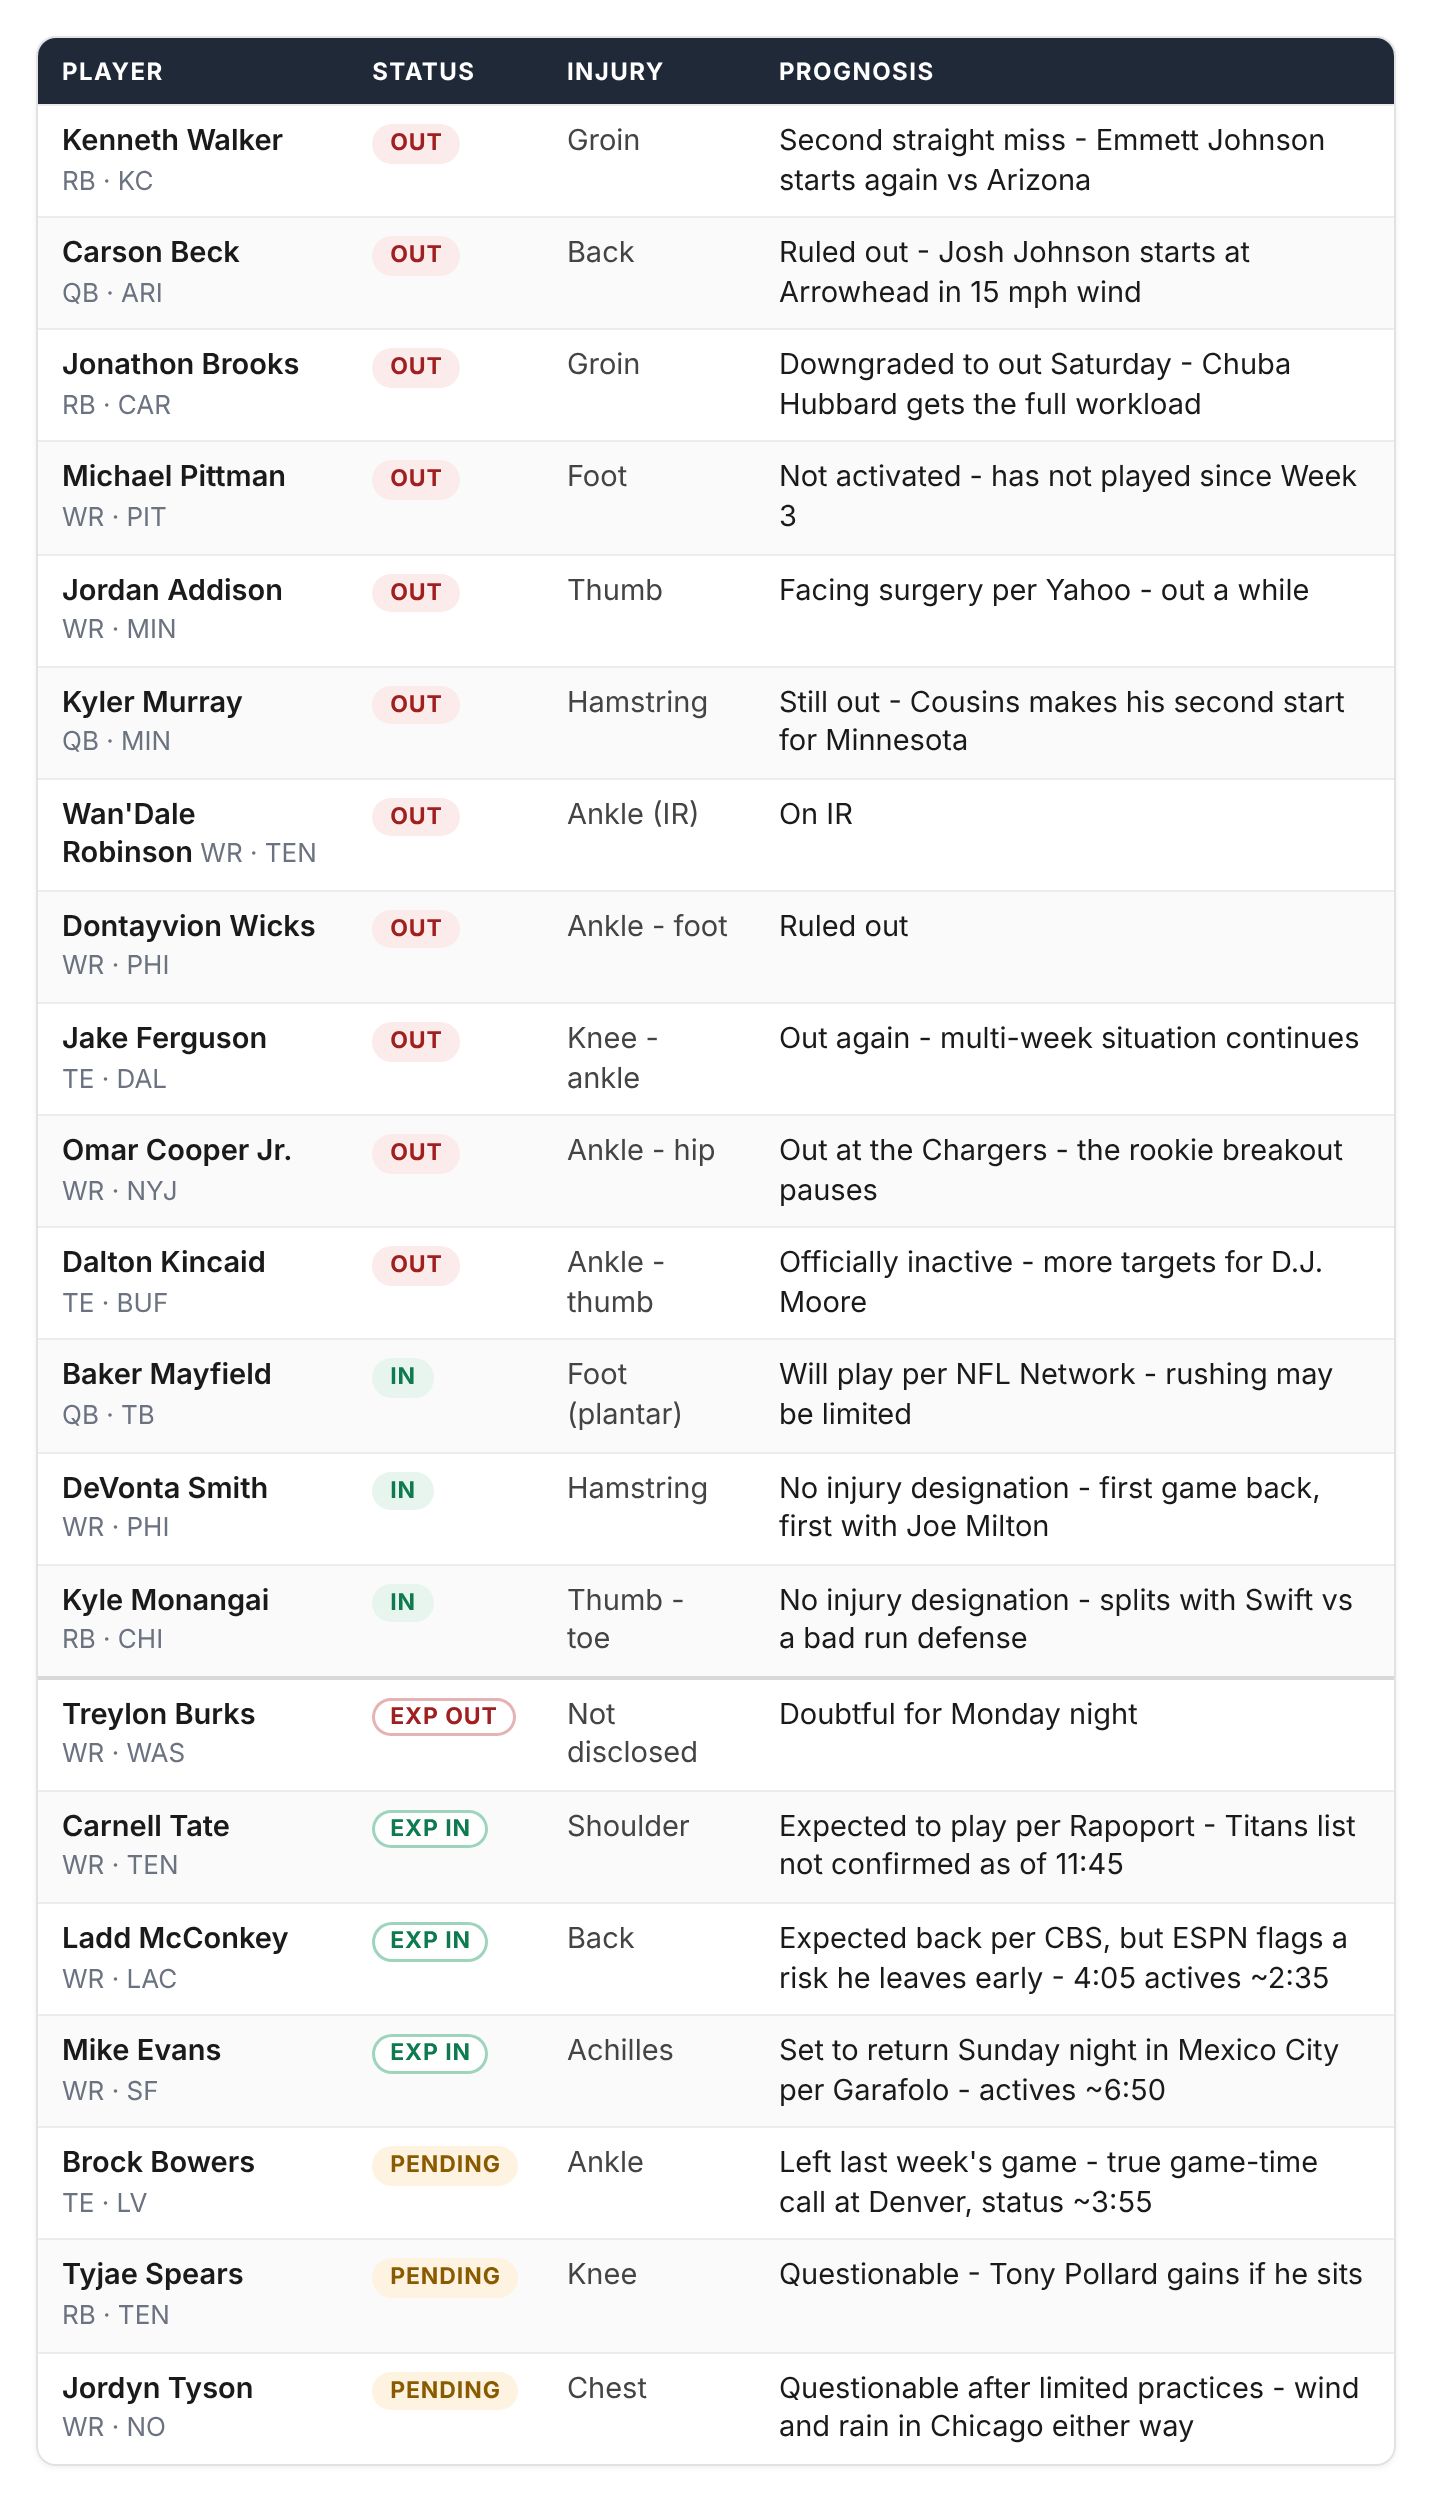 PLAYER STATUS INJURY PROGNOSIS
Kenneth Walker OUT Groin Second straight miss - Emmett Johnson
RB · KC starts again vs Arizona
Carson Beck OUT Back Ruled out - Josh Johnson starts at
QB · ARI Arrowhead in 15 mph wind
Jonathon Brooks OUT Groin Downgraded to out Saturday - Chuba
RB · CAR Hubbard gets the full workload
Michael Pittman OUT Foot Not activated - has not played since Week
WR · PIT 3
Jordan Addison OUT Thumb Facing surgery per Yahoo - out a while
WR · MIN
Kyler Murray OUT Hamstring Still out - Cousins makes his second start
QB · MIN for Minnesota
Wan'Dale OUT Ankle (IR) On IR
Robinson WR · TEN
Dontayvion Wicks OUT Ankle - foot Ruled out
WR · PHI
Jake Ferguson OUT Knee - Out again - multi-week situation continues
TE · DAL ankle
Omar Cooper Jr. OUT Ankle - hip Out at the Chargers - the rookie breakout
WR · NYJ pauses
Dalton Kincaid OUT Ankle - Officially inactive - more targets for D.J.
TE · BUF thumb Moore
Baker Mayfield IN Foot Will play per NFL Network - rushing may
QB · TB (plantar) be limited
DeVonta Smith IN Hamstring No injury designation - first game back,
WR · PHI first with Joe Milton
Kyle Monangai IN Thumb - No injury designation - splits with Swift vs
RB · CHI toe a bad run defense
Treylon Burks EXP OUT Not Doubtful for Monday night
WR · WAS disclosed
Carnell Tate EXP IN Shoulder Expected to play per Rapoport - Titans list
WR · TEN not confirmed as of 11:45
Ladd McConkey EXP IN Back Expected back per CBS, but ESPN flags a
WR · LAC risk he leaves early - 4:05 actives ~2:35
Mike Evans EXP IN Achilles Set to return Sunday night in Mexico City
WR · SF per Garafolo - actives ~6:50
Brock Bowers PENDING Ankle Left last week's game - true game-time
TE · LV call at Denver, status ~3:55
Tyjae Spears PENDING Knee Questionable - Tony Pollard gains if he sits
RB · TEN
Jordyn Tyson PENDING Chest Questionable after limited practices - wind
WR · NO and rain in Chicago either way